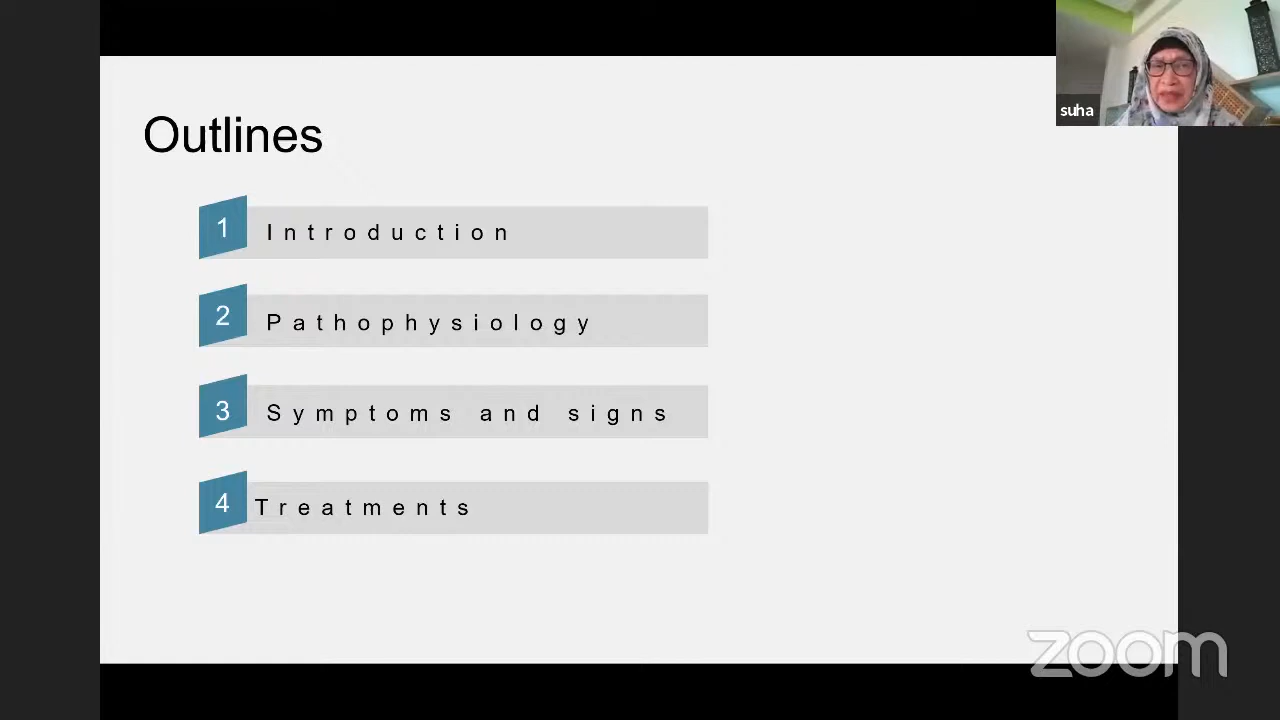 suha
Outlines
1 Introduction
2 Pathophysiology
3 Symptoms and signs
4 Treatments
zoom